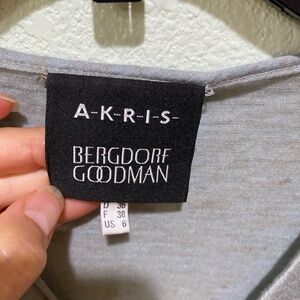 A-K-R-I-S-
BERGDORF
GOODMAN
D 36
F 38
US 6